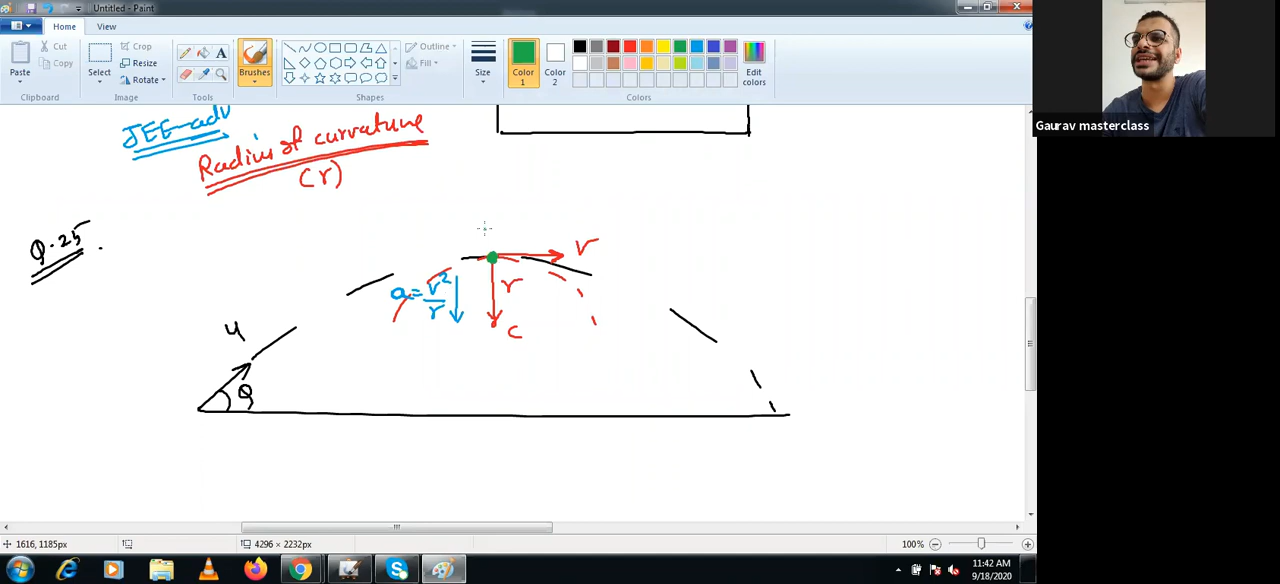 Untitled - Paint
Home View
Paste
Cut
Copy
Clipboard
Select
Crop
Resize
Rotate
Image
Tools
Brushes
Shapes
Outline
Fill
Size
Color 1
Color 2
Edit colors
Colors
Gaurav masterclass
JEE-adv
Radius of curvature
(r)
Q.25.
v
a = v²/r
r
c
u
θ
1616, 1185px
4296 × 2232px
100%
11:42 AM
9/18/2020